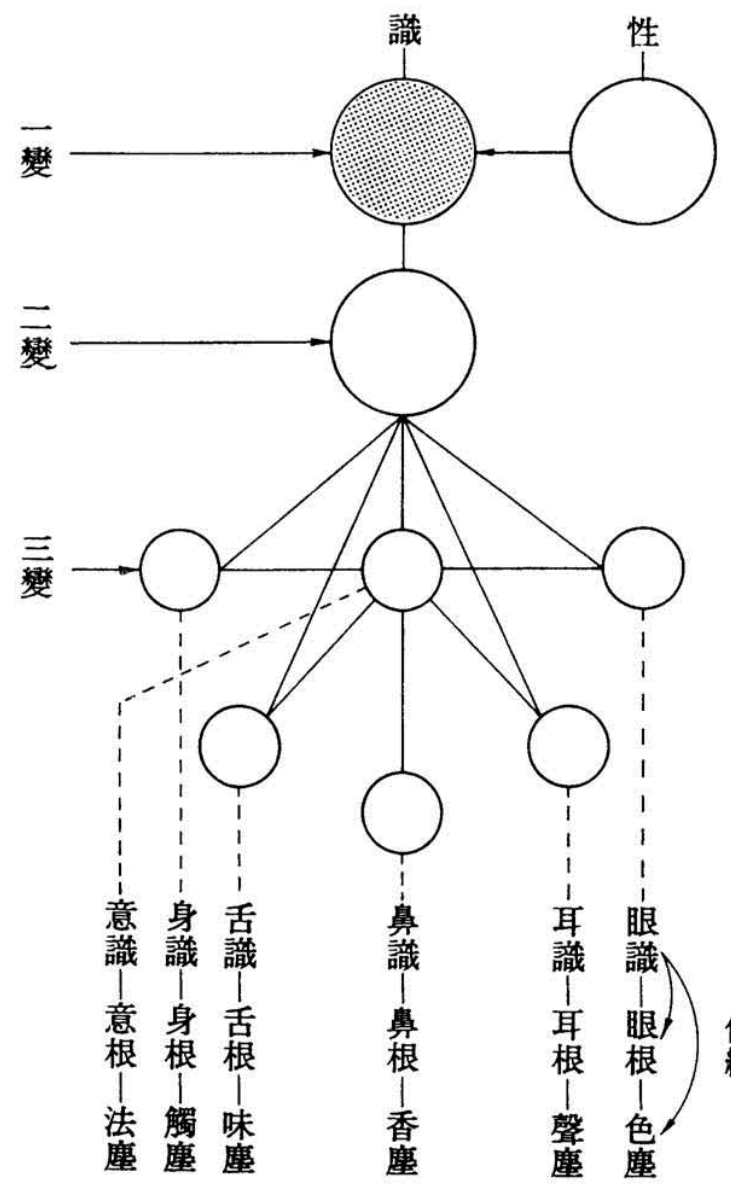 性
識
一變
二變
三變
眼識—眼根—色塵
耳識—耳根—聲塵
鼻識—鼻根—香塵
舌識—舌根—味塵
身識—身根—觸塵
意識—意根—法塵